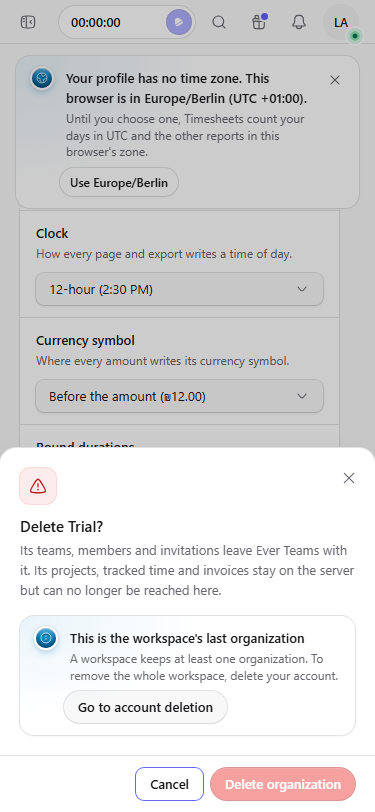 00:00:00
LA
Your profile has no time zone. This
browser is in Europe/Berlin (UTC +01:00).
Until you choose one, Timesheets count your
days in UTC and the other reports in this
browser's zone.
Use Europe/Berlin
Clock
How every page and export writes a time of day.
12-hour (2:30 PM)
Currency symbol
Where every amount writes its currency symbol.
Before the amount (₪12.00)
Round durations
Delete Trial?
Its teams, members and invitations leave Ever Teams with
it. Its projects, tracked time and invoices stay on the server
but can no longer be reached here.
This is the workspace's last organization
A workspace keeps at least one organization. To
remove the whole workspace, delete your account.
Go to account deletion
Cancel
Delete organization